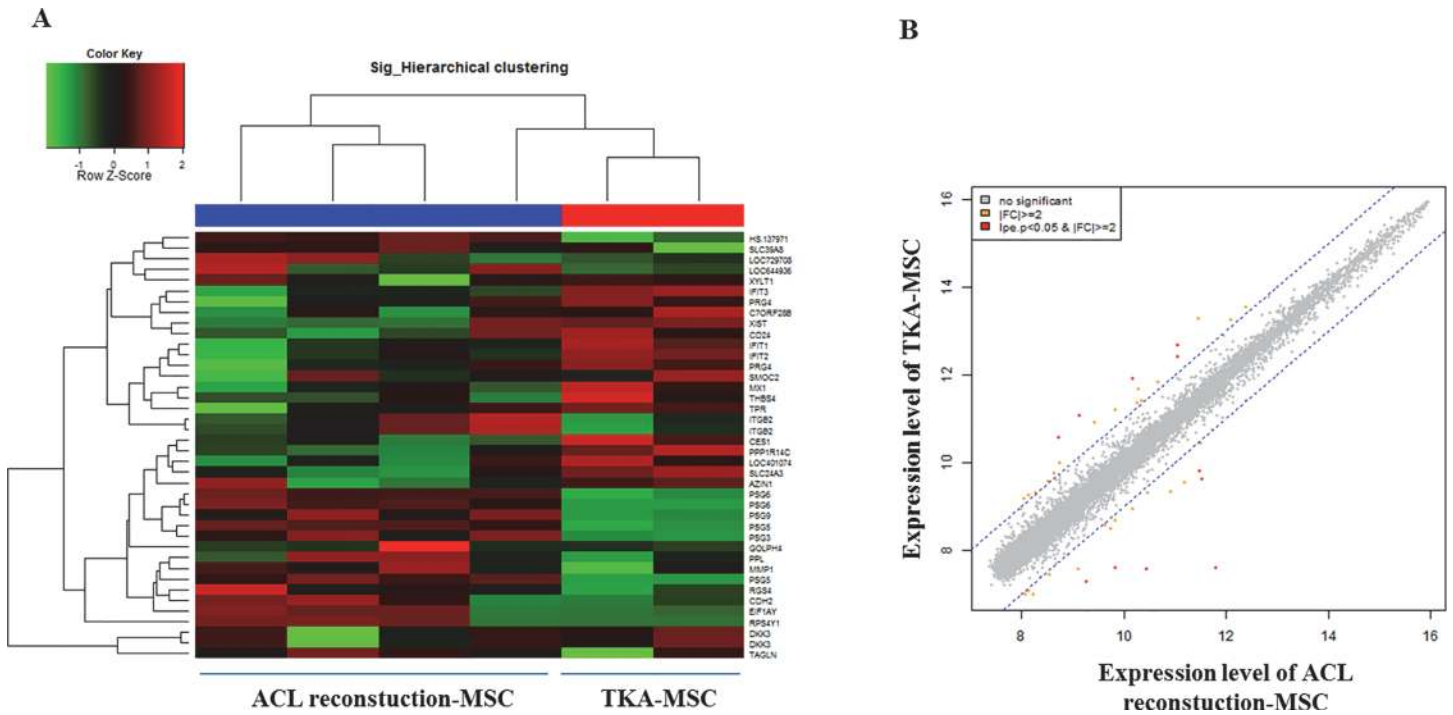 A
Color Key
-1 0 1 2
Row Z-Score
Sig_Hierarchical clustering
HS.137971
SLC39A8
LOC729705
LOC644936
XYLT1
IFIT3
PRG4
C7ORF28B
XIST
CD24
IFIT1
IFIT2
PRG4
SMOC2
MX1
THBS4
TPR
ITGB2
ITGB2
CES1
PPP1R14C
LOC401074
SLC24A3
AZIN1
PSG6
PSG6
PSG9
PSG5
PSG3
GOLPH4
PPL
MMP1
PSG5
RGS4
CDH2
EIF1AY
RPS4Y1
DKK3
DKK3
TAGLN
ACL reconstuction-MSC
TKA-MSC
B
no significant
|FC|>=2
lpe.p<0.05 & |FC|>=2
Expression level of TKA-MSC
16
14
12
10
8
8 10 12 14 16
Expression level of ACL
reconstuction-MSC